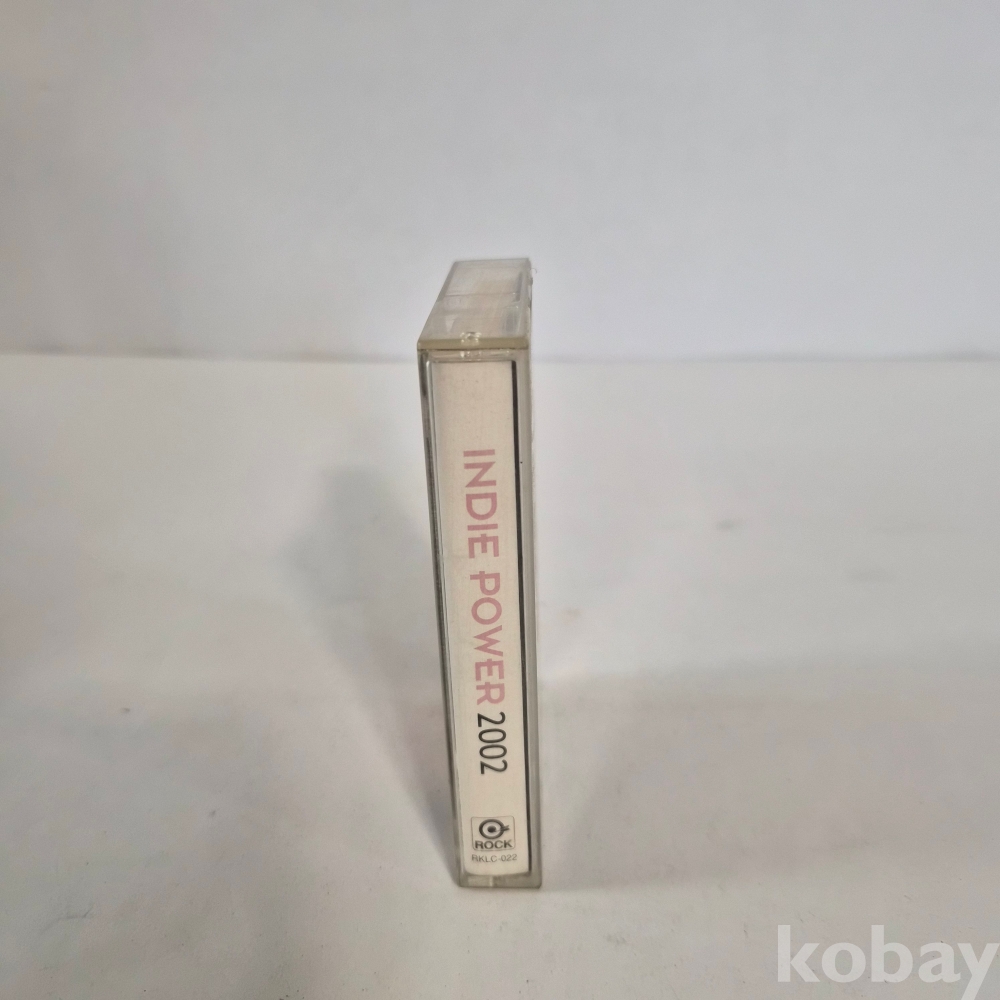 INDIE POWER 2002
ROCK
RKLC-022
kobay